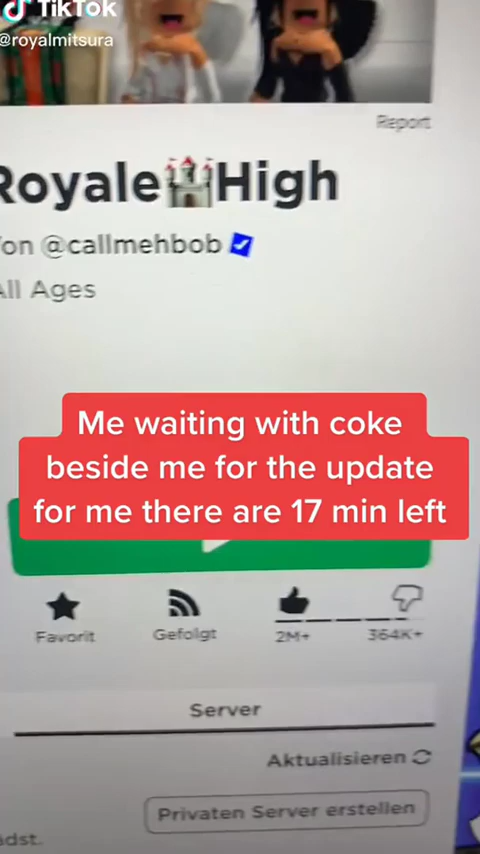 TikTok
@royalmitsura
Report
Royale🏰High
Von @callmehbob
All Ages
Me waiting with coke
beside me for the update
for me there are 17 min left
Favorit
Gefolgt
2M+
364K+
Server
Aktualisieren
Privaten Server erstellen